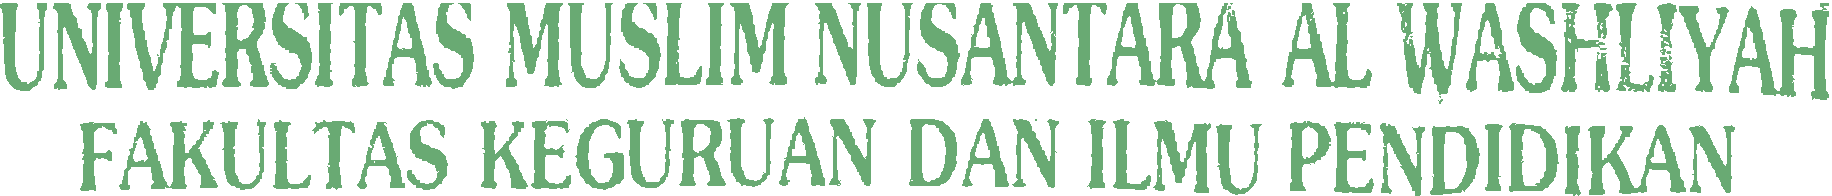 UNIVERSITAS MUSLIM NUSANTARA AL WASHLIYAH
FAKULTAS KEGURUAN DAN ILMU PENDIDIKAN